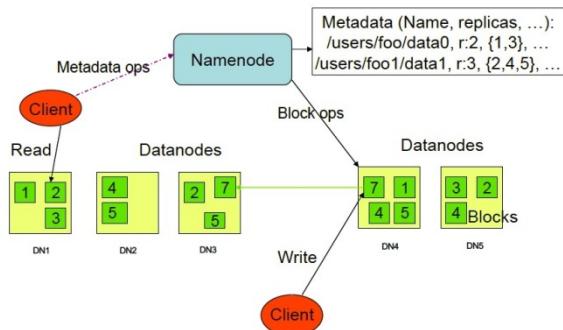 Metadata (Name, replicas, …):
/users/foo/data0, r:2, {1,3}, …
/users/foo1/data1, r:3, {2,4,5}, …
Namenode
Metadata ops
Client
Block ops
Read
Datanodes
Datanodes
1 2
3
4
5
2 7
5
7 1
4 5
3 2
4 Blocks
DN1
DN2
DN3
DN4
DN5
Write
Client